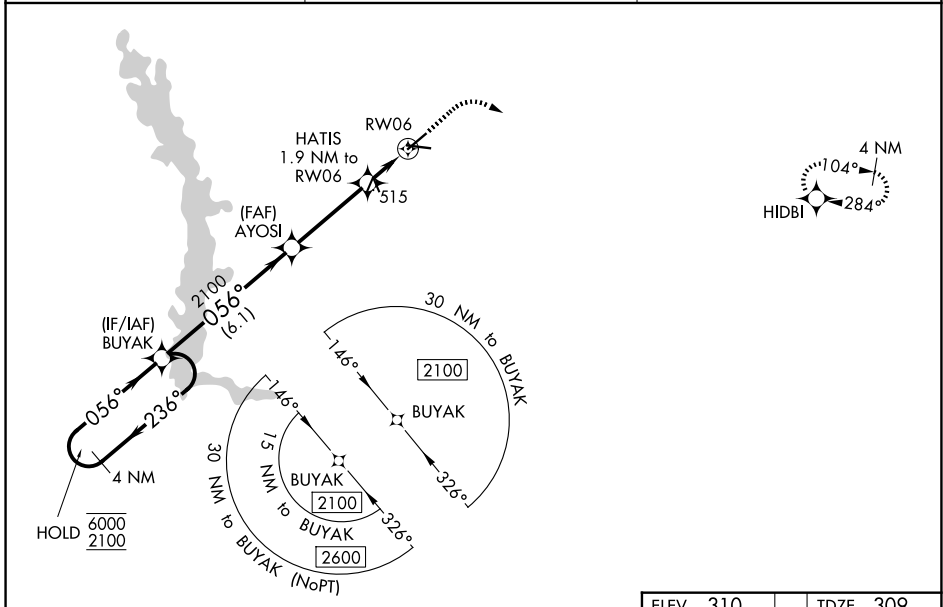 RW06
HATIS
1.9 NM to
RW06
515
4 NM
104°
284°
HIDBI
(FAF)
AYOSI
2100
056°
(6.1)
(IF/IAF)
BUYAK
056°
236°
4 NM
HOLD 6000
2100
30 NM to BUYAK
146°
2100
BUYAK
326°
146°
15 NM to BUYAK
BUYAK
2100
326°
2600
30 NM to BUYAK (NoPT)
ELEV 310
TDZE 309